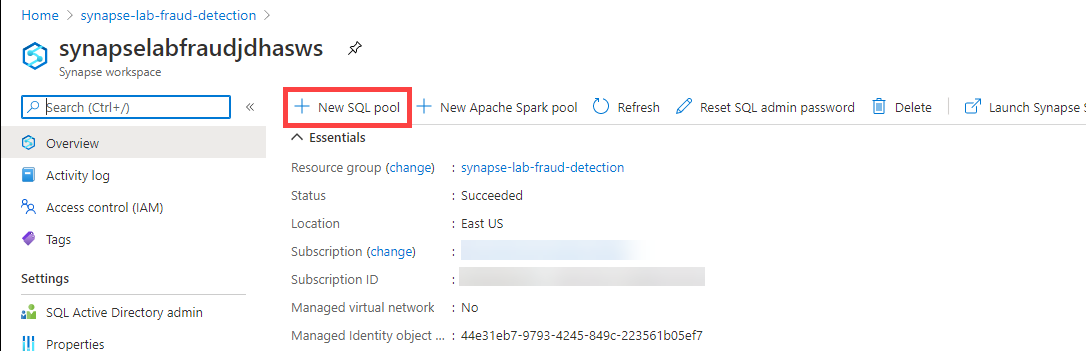 Home > synapse-lab-fraud-detection >
synapselabfraudjdhasws
Synapse workspace
Search (Ctrl+/)
«
Overview
Activity log
Access control (IAM)
Tags
Settings
SQL Active Directory admin
Properties
New SQL pool
New Apache Spark pool
Refresh
Reset SQL admin password
Delete
Launch Synapse S
Essentials
Resource group (change) : synapse-lab-fraud-detection
Status : Succeeded
Location : East US
Subscription (change) :
Subscription ID :
Managed virtual network : No
Managed Identity object ... : 44e31eb7-9793-4245-849c-223561b05ef7